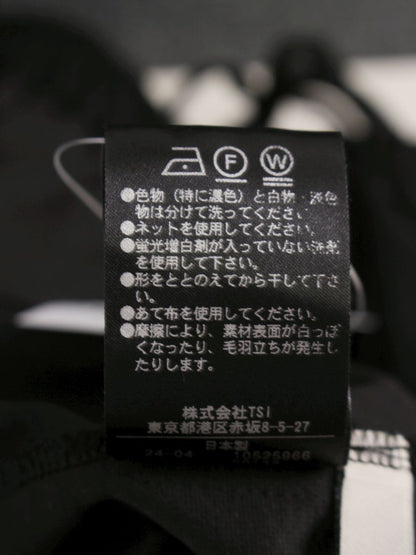 F W
●色物（特に濃色）と白物・淡色
物は分けて洗ってください。
●ネットを使用してください。
●蛍光増白剤が入っていない洗剤
を使用して下さい。
●形をととのえてから干して下さ
い。
●あて布を使用してください。
●摩擦により、素材表面が白っぽ
くなったり、毛羽立ちが発生し
たりします。
株式会社TSI
東京都港区赤坂8-5-27
日本製
24-04 10525966